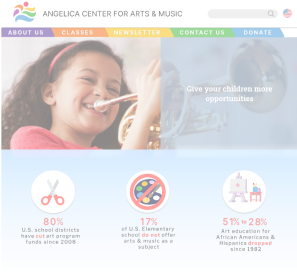 ANGELICA CENTER FOR ARTS & MUSIC
ABOUT US
CLASSES
NEWSLETTER
CONTACT US
DONATE
Give your children more
opportunities
80%
U.S. school districts
have cut art program
funds since 2008
17%
of U.S. Elementary
school do not offer
arts & music as a
subject
51% to 28%
Art education for
African Americans &
Hispanics dropped
since 1982